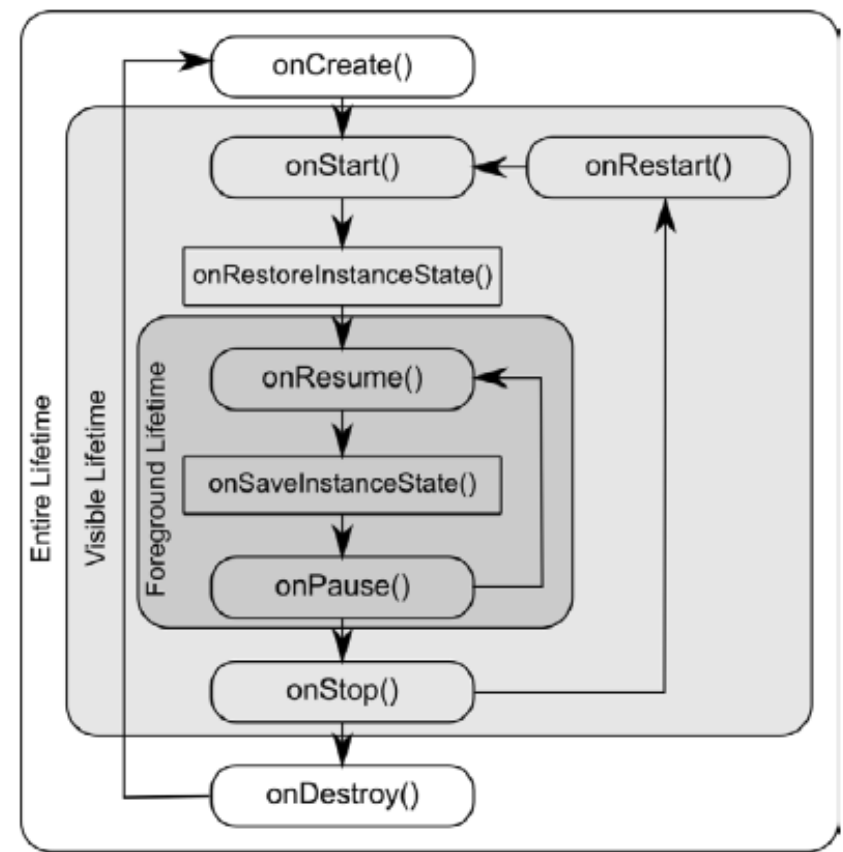 onCreate()
onStart()
onRestart()
onRestoreInstanceState()
onResume()
onSaveInstanceState()
onPause()
onStop()
onDestroy()
Entire Lifetime
Visible Lifetime
Foreground Lifetime